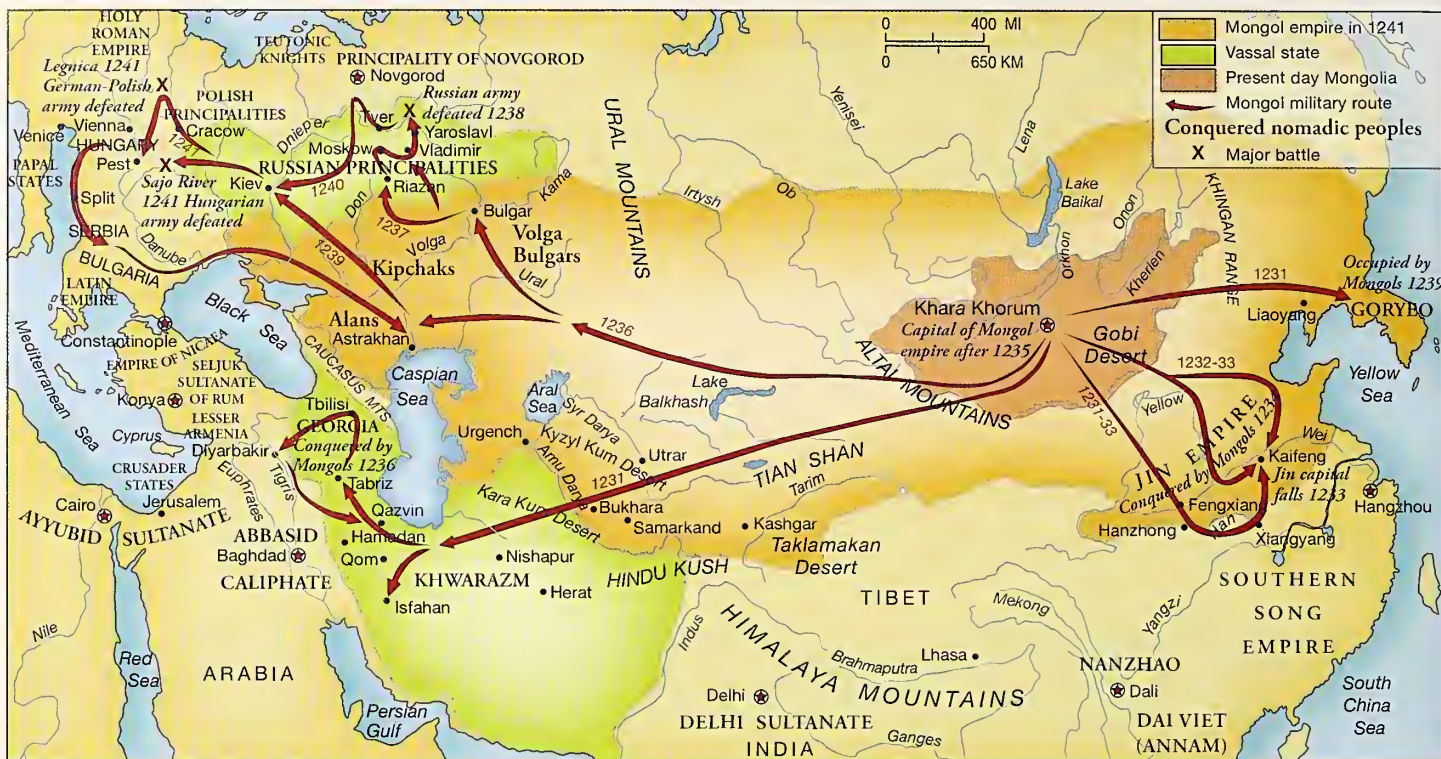 HOLY
ROMAN
EMPIRE
TEUTONIC
KNIGHTS
PRINCIPALITY OF NOVGOROD
Novgorod
Legnica 1241
German-Polish
army defeated
X
POLISH
PRINCIPALITIES
Cracow
1241
Venice
Vienna
HUNGARY
Pest
X
Sajo River
1241 Hungarian
army defeated
PAPAL
STATES
Split
SERBIA
Danube
BULGARIA
LATIN
EMPIRE
Dnieper
Tver
X
Russian army
defeated 1238
Yaroslavl
Moskow
Vladimir
RUSSIAN PRINCIPALITIES
Kiev
1240
Riazan
Don
1237
Volga
Kama
Bulgar
Volga
Bulgars
Ural
Kipchaks
1239
Alans
Astrakhan
URAL MOUNTAINS
Irtysh
Ob
Yenisei
Lena
Lake
Baikal
Orkhon
Onon
Kherlen
KHINGAN RANGE
0 400 MI
0 650 KM
Mongol empire in 1241
Vassal state
Present day Mongolia
Mongol military route
Conquered nomadic peoples
X Major battle
Khara Khorum
Capital of Mongol
empire after 1235
Gobi
Desert
1231
Occupied by
Mongols 1239
GORYEO
Liaoyang
Yellow
Sea
1236
ALTAI MOUNTAINS
1232-33
1231-33
Yellow
JIN EMPIRE
Conquered by Mongols
Wei
Kaifeng
Jin capital
falls 1233
Fengxian
Hanzhong
Han
Xiangyang
Hangzhou
SOUTHERN
SONG
EMPIRE
Yangzi
Mekong
NANZHAO
Dali
DAI VIET
(ANNAM)
South
China
Sea
Black
Sea
Constantinople
EMPIRE OF NICAEA
SELJUK
SULTANATE
OF RUM
Konya
LESSER
ARMENIA
Mediterranean Sea
Cyprus
CRUSADER
STATES
Jerusalem
Cairo
AYYUBID SULTANATE
Nile
Red
Sea
ARABIA
CAUCASUS MTS.
Tbilisi
GEORGIA
Conquered by
Mongols 1236
Diyarbakir
Tigris
Euphrates
Tabriz
Qazvin
Hamadan
Qom
Isfahan
ABBASID
Baghdad
CALIPHATE
Persian
Gulf
Caspian
Sea
Aral
Sea
Syr Darya
Urgench
Kyzyl Kum Desert
Utrar
Amu Darya
1231
Kara Kum Desert
Bukhara
Samarkand
Nishapur
KHWARAZM
Herat
HINDU KUSH
Lake
Balkhash
TIAN SHAN
Tarim
Kashgar
Taklamakan
Desert
TIBET
Indus
HIMALAYA MOUNTAINS
Brahmaputra
Lhasa
Delhi
DELHI SULTANATE
INDIA
Ganges